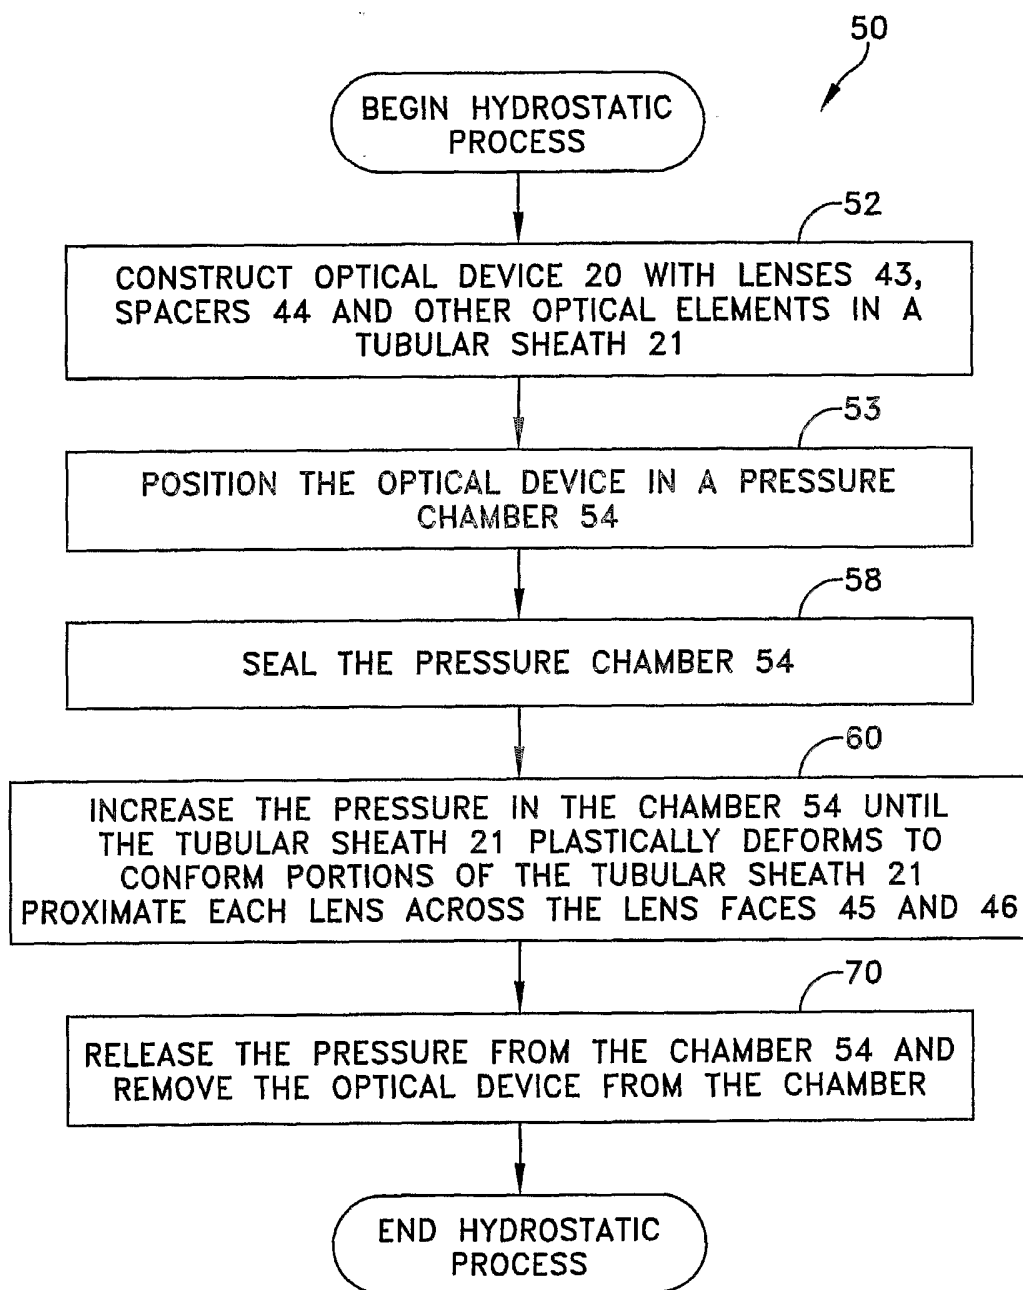 50
BEGIN HYDROSTATIC
PROCESS
52
CONSTRUCT OPTICAL DEVICE 20 WITH LENSES 43,
SPACERS 44 AND OTHER OPTICAL ELEMENTS IN A
TUBULAR SHEATH 21
53
POSITION THE OPTICAL DEVICE IN A PRESSURE
CHAMBER 54
58
SEAL THE PRESSURE CHAMBER 54
60
INCREASE THE PRESSURE IN THE CHAMBER 54 UNTIL
THE TUBULAR SHEATH 21 PLASTICALLY DEFORMS TO
CONFORM PORTIONS OF THE TUBULAR SHEATH 21
PROXIMATE EACH LENS ACROSS THE LENS FACES 45 AND 46
70
RELEASE THE PRESSURE FROM THE CHAMBER 54 AND
REMOVE THE OPTICAL DEVICE FROM THE CHAMBER
END HYDROSTATIC
PROCESS